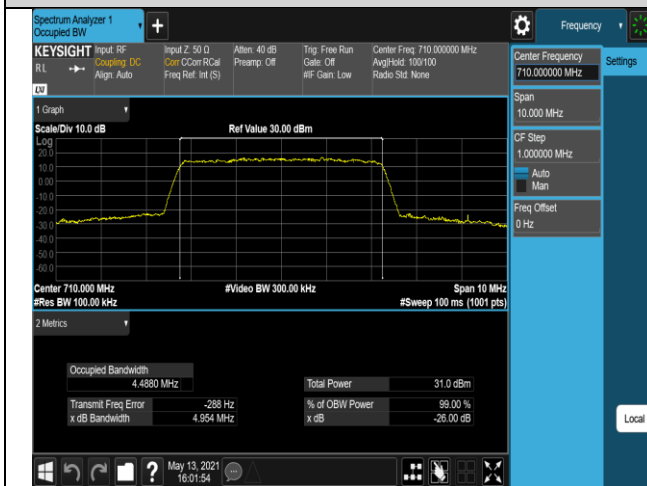 Spectrum Analyzer 1
Occupied BW
+
Frequency
KEYSIGHT
RL
LXI
Input: RF
Coupling: DC
Align: Auto
Input Z: 50 Ω
Corr CCorr RCal
Freq Ref: Int (S)
Atten: 40 dB
Preamp: Off
Trig: Free Run
Gate: Off
#IF Gain: Low
Center Freq: 710.000000 MHz
Avg|Hold: 100/100
Radio Std: None
Center Frequency
710.000000 MHz
Settings
Span
10.000 MHz
CF Step
1.000000 MHz
Auto
Man
Freq Offset
0 Hz
Local
1 Graph
Scale/Div 10.0 dB
Ref Value 30.00 dBm
Log
20.0
10.0
0.00
-10.0
-20.0
-30.0
-40.0
-50.0
-60.0
Center 710.000 MHz
#Video BW 300.00 kHz
Span 10 MHz
#Res BW 100.00 kHz
#Sweep 100 ms (1001 pts)
2 Metrics
Occupied Bandwidth
4.4880 MHz
Total Power 31.0 dBm
Transmit Freq Error -288 Hz
% of OBW Power 99.00 %
x dB Bandwidth 4.954 MHz
x dB -26.00 dB
?
May 13, 2021
16:01:54